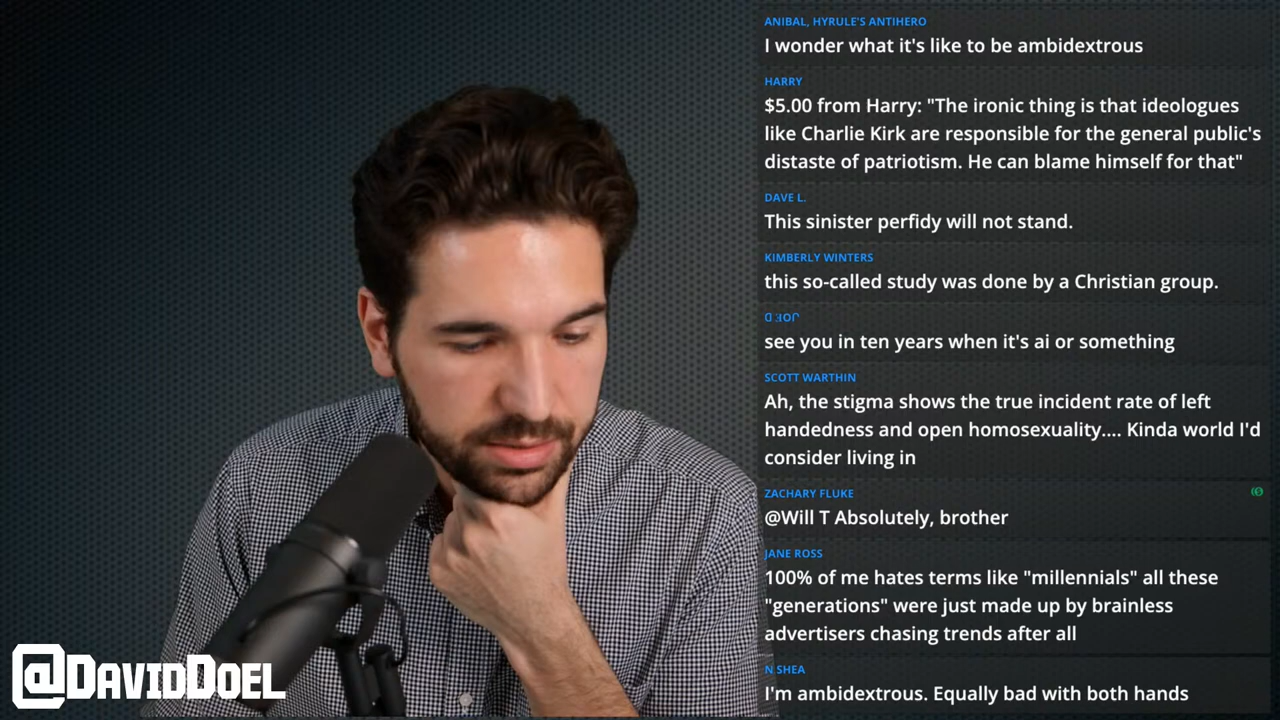 ANIBAL, HYRULE'S ANTIHERO
I wonder what it's like to be ambidextrous
HARRY
$5.00 from Harry: "The ironic thing is that ideologues
like Charlie Kirk are responsible for the general public's
distaste of patriotism. He can blame himself for that"
DAVE L.
This sinister perfidy will not stand.
KIMBERLY WINTERS
this so-called study was done by a Christian group.
see you in ten years when it's ai or something
SCOTT WARTHIN
Ah, the stigma shows the true incident rate of left
handedness and open homosexuality.... Kinda world I'd
consider living in
ZACHARY FLUKE
@Will T Absolutely, brother
JANE ROSS
100% of me hates terms like "millennials" all these
"generations" were just made up by brainless
advertisers chasing trends after all
N SHEA
I'm ambidextrous. Equally bad with both hands
@DAVIDDOEL